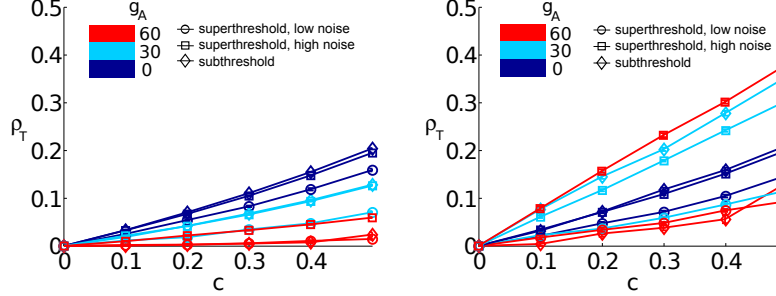 0.5
0.4
0.3
0.2
0.1
0
ρT
g_A
60
30
0
superthreshold, low noise
superthreshold, high noise
subthreshold
0 0.1 0.2 0.3 0.4
c
0.5
0.4
0.3
0.2
0.1
0
ρT
g_A
60
30
0
superthreshold, low noise
superthreshold, high noise
subthreshold
0 0.1 0.2 0.3 0.4
c